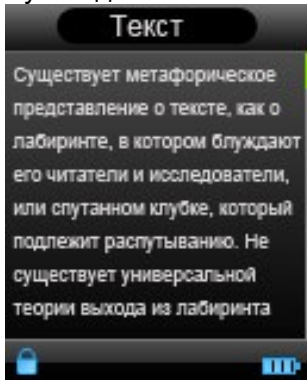 Текст
Существует метафорическое
представление о тексте, как о
лабиринте, в котором блуждают
его читатели и исследователи,
или спутанном клубке, который
подлежит распутыванию. Не
существует универсальной
теории выхода из лабиринта